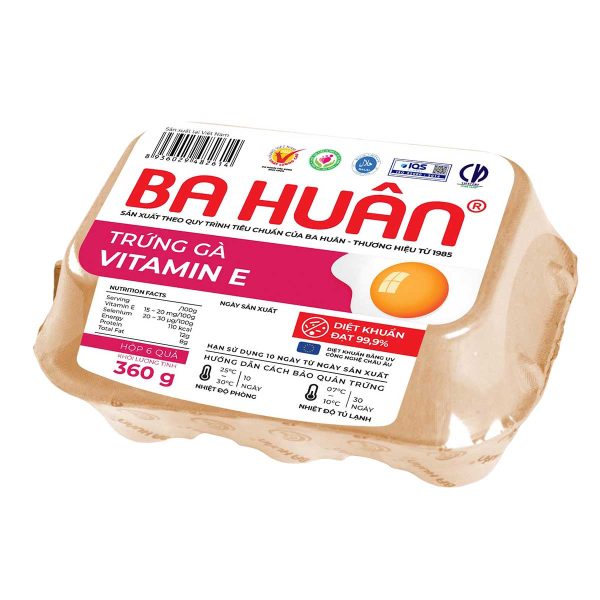 Sản xuất tại Việt Nam
IQS
BA HUÂN®
SẢN XUẤT THEO QUY TRÌNH TIÊU CHUẨN CỦA BA HUÂN - THƯƠNG HIỆU TỪ 1985
TRỨNG GÀ
VITAMIN E
NUTRITION FACTS
Serving /100g
Vitamin E 15 - 20 mg/100g
Selenium 20 - 30 µg/100g
Energy 110 kcal
Protein 12g
Total Fat 8g
HỘP 6 QUẢ
KHỐI LƯỢNG TỊNH
360 g
NGÀY SẢN XUẤT
DIỆT KHUẨN
ĐẠT 99,9%
DIỆT KHUẨN BẰNG UV
CÔNG NGHỆ CHÂU ÂU
HẠN SỬ DỤNG 10 NGÀY TỪ NGÀY SẢN XUẤT
HƯỚNG DẪN CÁCH BẢO QUẢN TRỨNG
25°C - 30°C 10 NGÀY
NHIỆT ĐỘ PHÒNG
07°C - 10°C 30 NGÀY
NHIỆT ĐỘ TỦ LẠNH
BA HUÂN